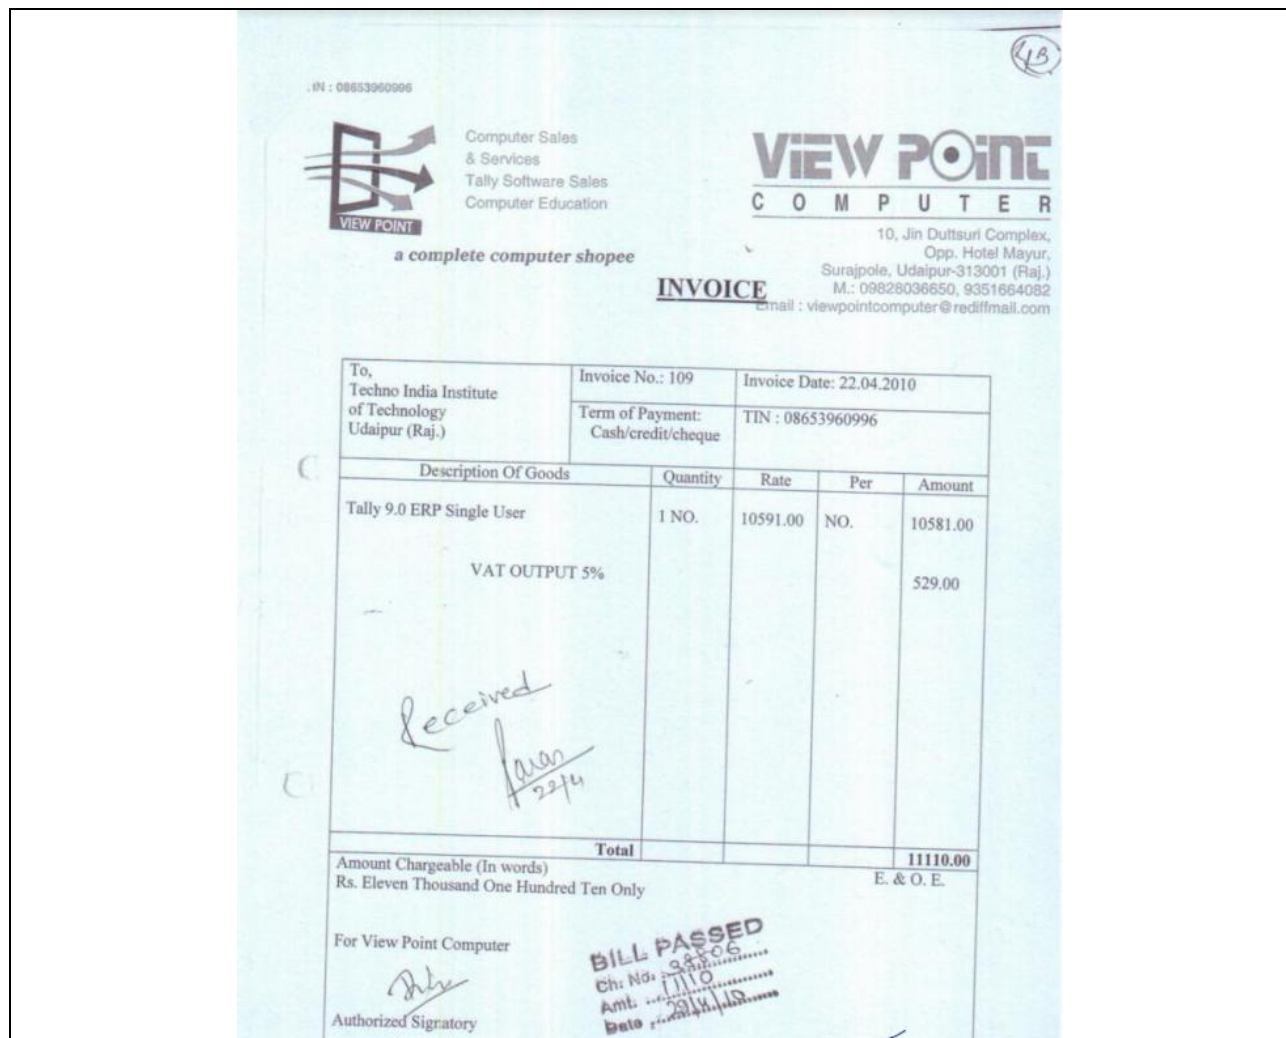 4B
.IN : 08653960996
Computer Sales
& Services
Tally Software Sales
Computer Education
VIEW POINT
a complete computer shopee
ViEW POiNT
COMPUTER
10, Jin Duttsuri Complex,
Opp. Hotel Mayur,
Surajpole, Udaipur-313001 (Raj.)
M.: 09828036650, 9351664082
Email : viewpointcomputer@rediffmail.com
INVOICE
To,
Techno India Institute
of Technology
Udaipur (Raj.)
Invoice No.: 109
Invoice Date: 22.04.2010
Term of Payment:
Cash/credit/cheque
TIN : 08653960996
Description Of Goods Quantity Rate Per Amount
Tally 9.0 ERP Single User 1 NO. 10591.00 NO. 10581.00
VAT OUTPUT 5% 529.00
Received
22/4
Total 11110.00
Amount Chargeable (In words) E. & O. E.
Rs. Eleven Thousand One Hundred Ten Only
For View Point Computer
BILL PASSED
Ch: No:
Amt: 11110
Date 29/4/10
Authorized Signatory